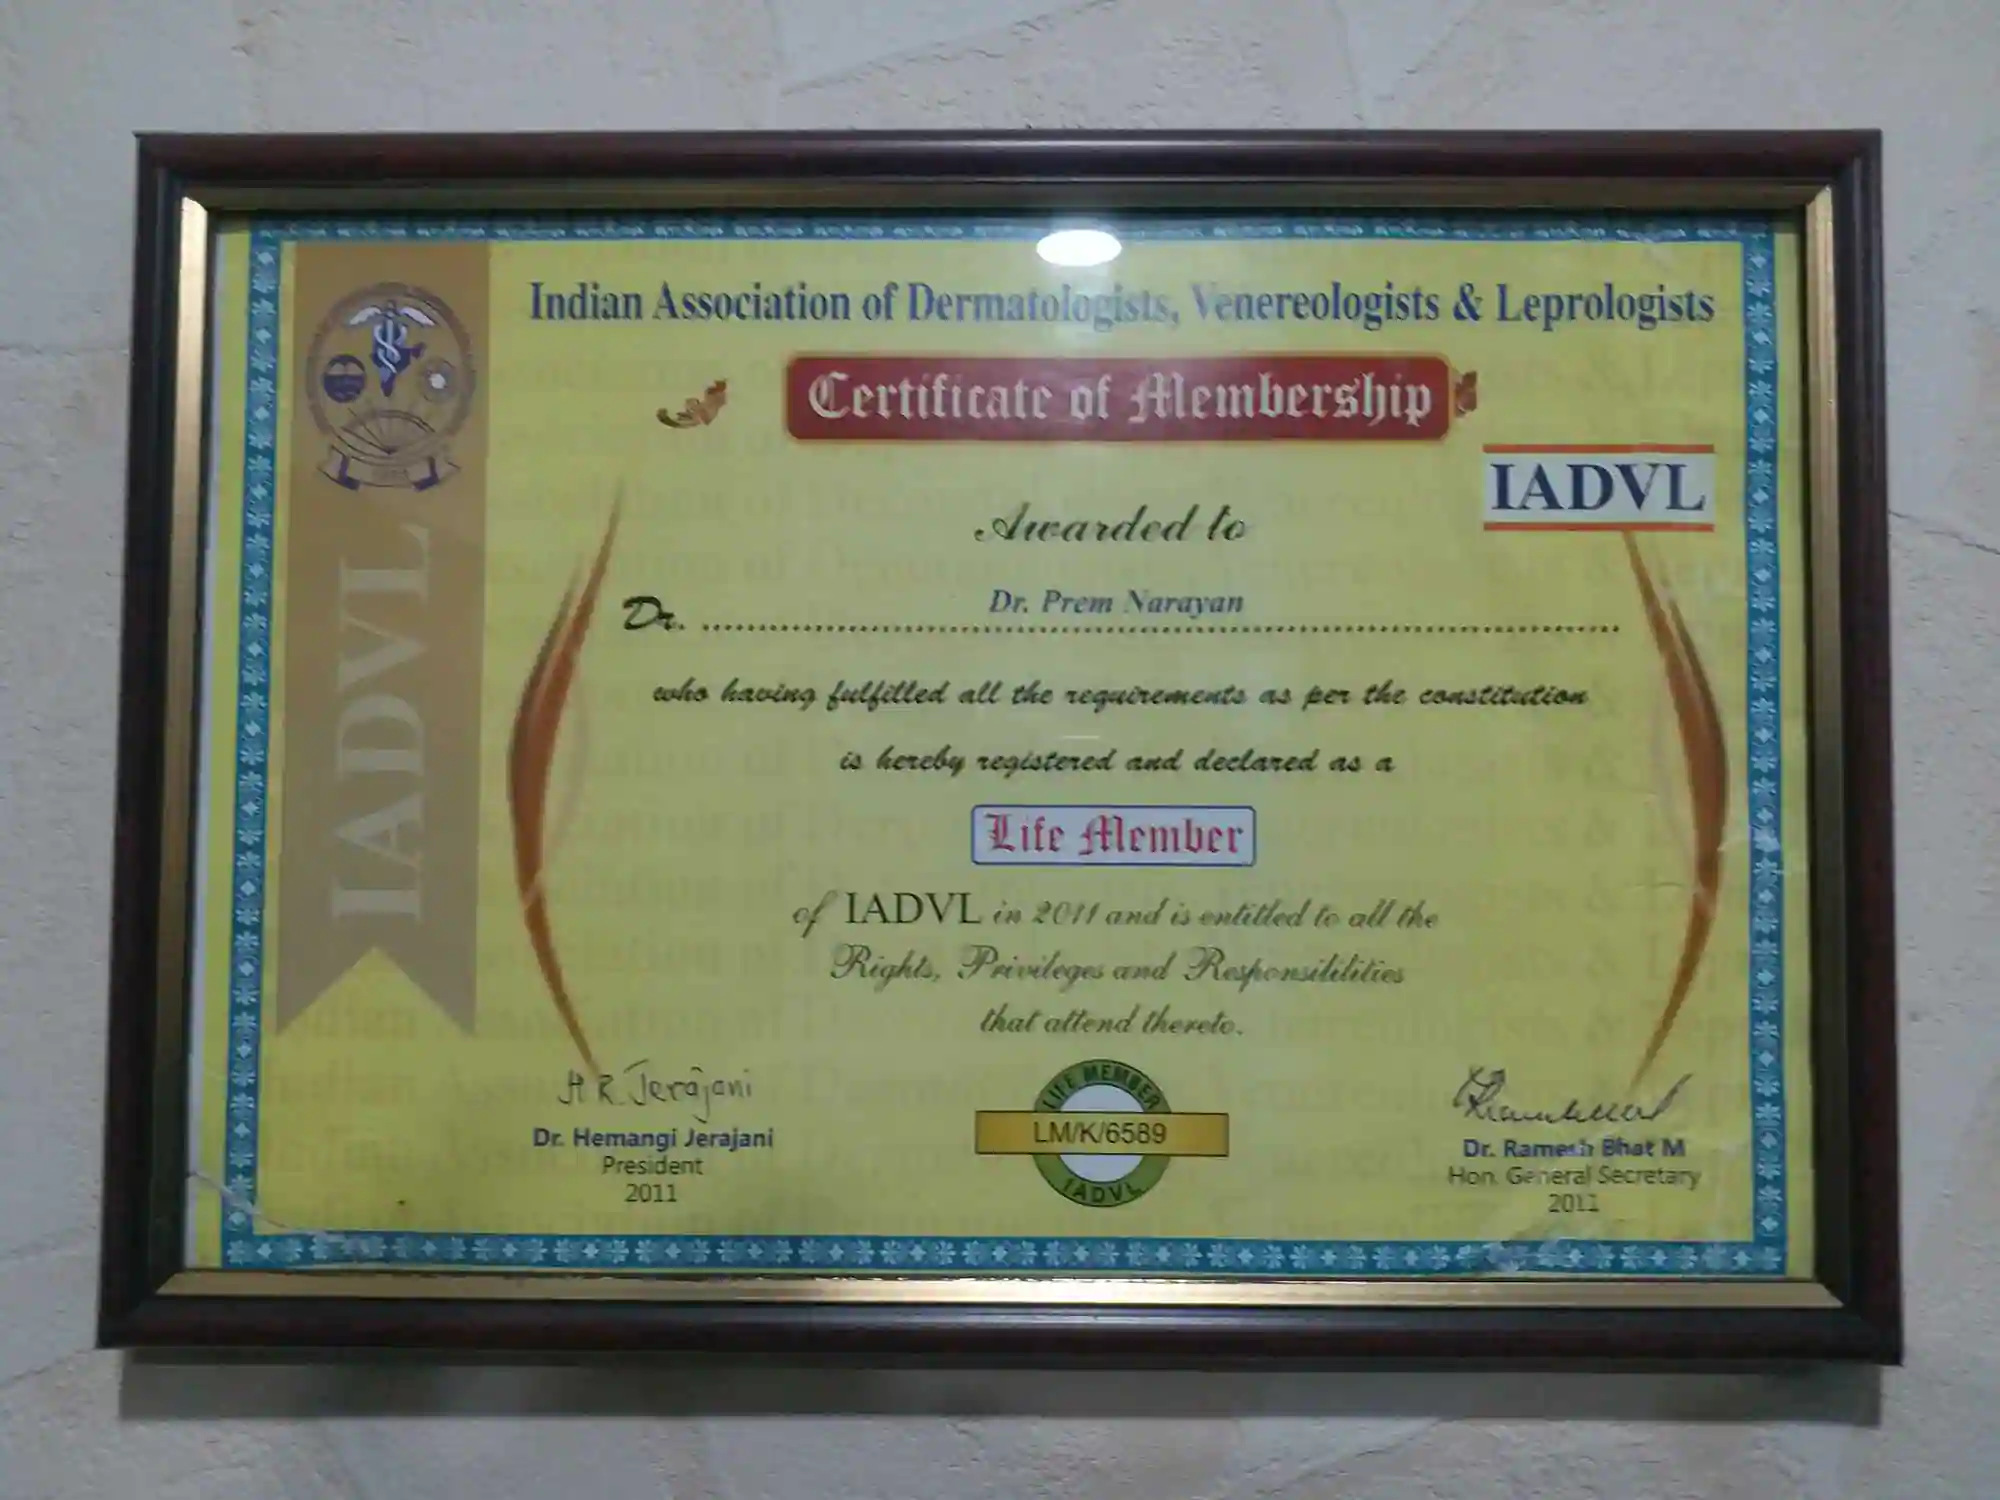 Indian Association of Dermatologists, Venereologists & Leprologists
Certificate of Membership
IADVL
IADVL
Awarded to
Dr. Prem Narayan
Dr. ........................................................................
who having fulfilled all the requirements as per the constitution
is hereby registered and declared as a
Life Member
of IADVL in 2011 and is entitled to all the
Rights, Privileges and Responsililities
that attend thereto.
H R Jerajani
Dr. Hemangi Jerajani
President
2011
LIFE MEMBER
LM/K/6589
IADVL
Dr. Ramesh Bhat M
Hon. General Secretary
2011